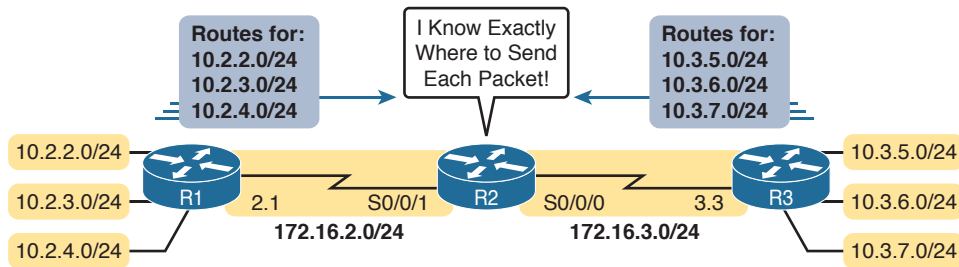 Routes for:
10.2.2.0/24
10.2.3.0/24
10.2.4.0/24
I Know Exactly
Where to Send
Each Packet!
Routes for:
10.3.5.0/24
10.3.6.0/24
10.3.7.0/24
10.2.2.0/24
10.2.3.0/24
10.2.4.0/24
R1
2.1
S0/0/1
172.16.2.0/24
R2
S0/0/0
3.3
172.16.3.0/24
R3
10.3.5.0/24
10.3.6.0/24
10.3.7.0/24